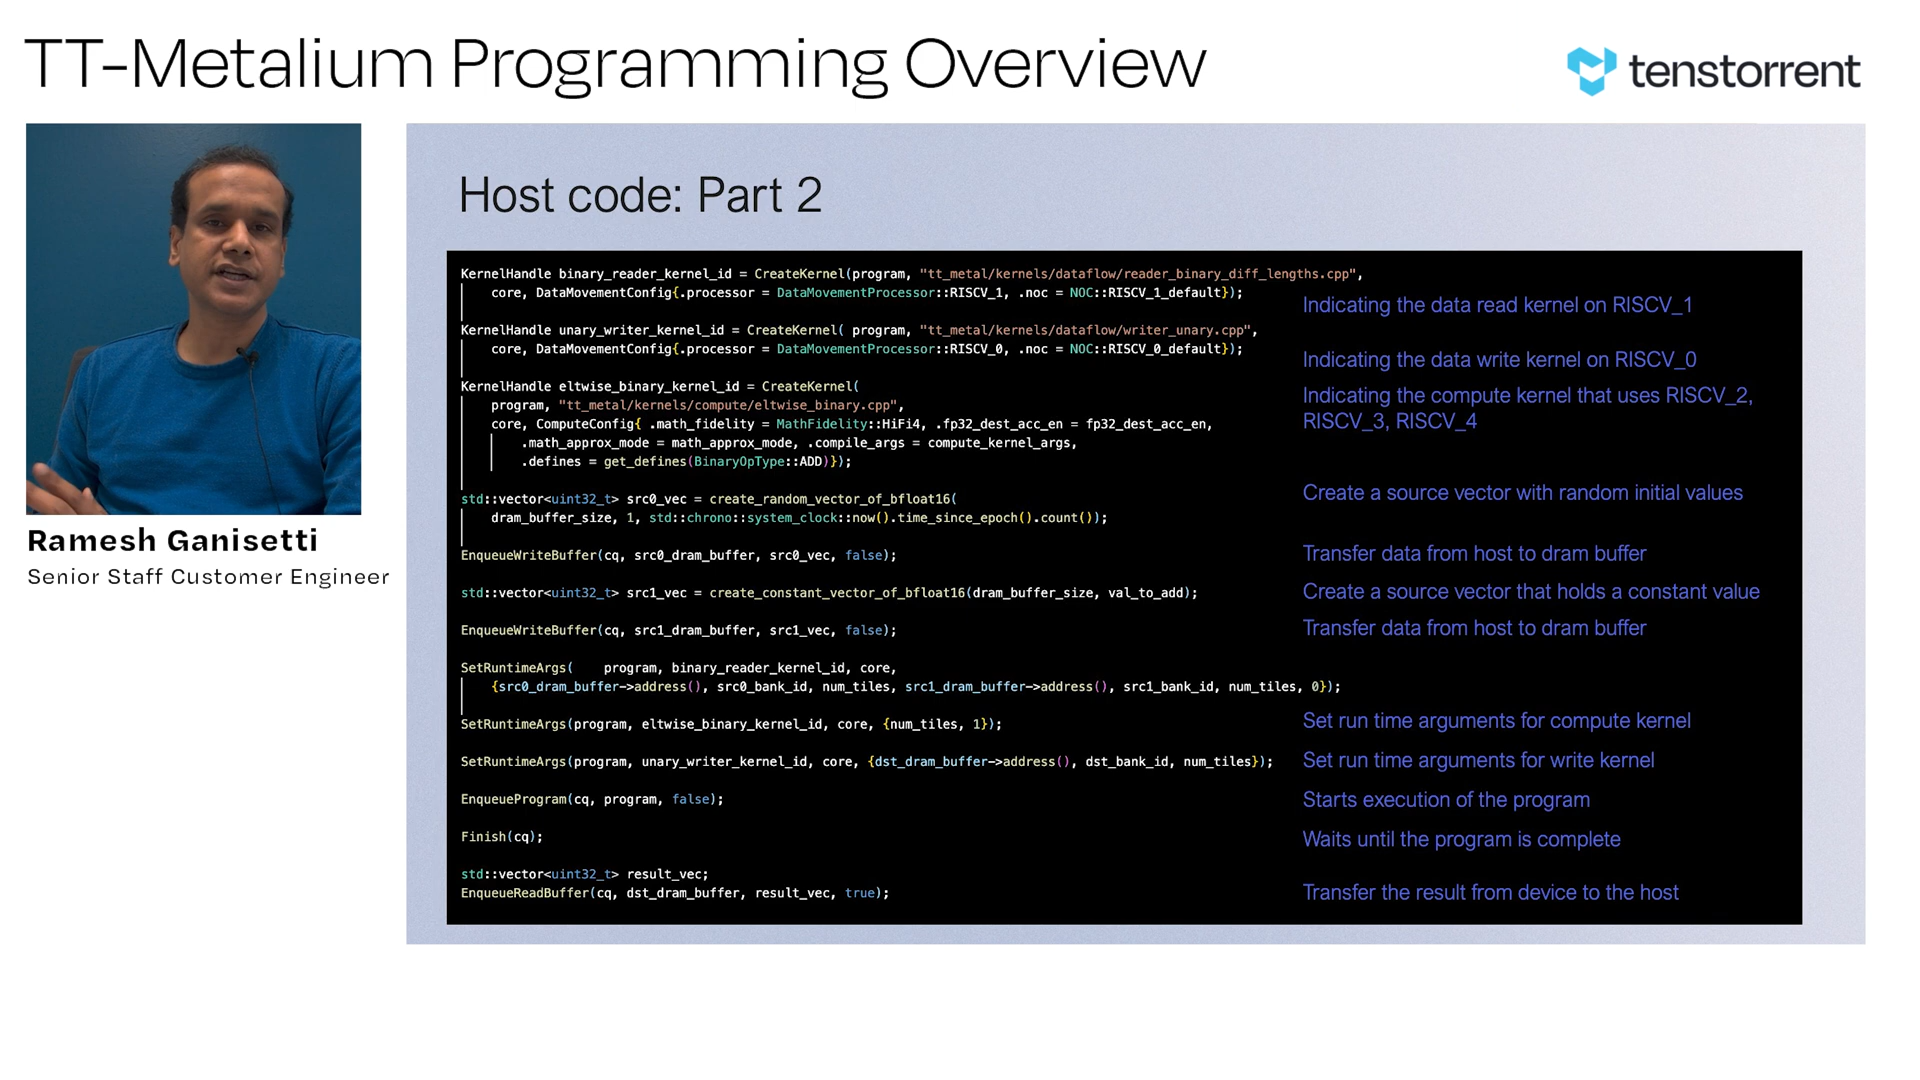 TT-Metalium Programming Overview
tenstorrent
Ramesh Ganisetti
Senior Staff Customer Engineer
Host code: Part 2
KernelHandle binary_reader_kernel_id = CreateKernel(program, "tt_metal/kernels/dataflow/reader_binary_diff_lengths.cpp",
core, DataMovementConfig{.processor = DataMovementProcessor::RISCV_1, .noc = NOC::RISCV_1_default});
Indicating the data read kernel on RISCV_1
KernelHandle unary_writer_kernel_id = CreateKernel( program, "tt_metal/kernels/dataflow/writer_unary.cpp",
core, DataMovementConfig{.processor = DataMovementProcessor::RISCV_0, .noc = NOC::RISCV_0_default});
Indicating the data write kernel on RISCV_0
KernelHandle eltwise_binary_kernel_id = CreateKernel(
program, "tt_metal/kernels/compute/eltwise_binary.cpp",
core, ComputeConfig{ .math_fidelity = MathFidelity::HiFi4, .fp32_dest_acc_en = fp32_dest_acc_en,
.math_approx_mode = math_approx_mode, .compile_args = compute_kernel_args,
.defines = get_defines(BinaryOpType::ADD)});
Indicating the compute kernel that uses RISCV_2,
RISCV_3, RISCV_4
std::vector<uint32_t> src0_vec = create_random_vector_of_bfloat16(
dram_buffer_size, 1, std::chrono::system_clock::now().time_since_epoch().count());
Create a source vector with random initial values
EnqueueWriteBuffer(cq, src0_dram_buffer, src0_vec, false);
Transfer data from host to dram buffer
std::vector<uint32_t> src1_vec = create_constant_vector_of_bfloat16(dram_buffer_size, val_to_add);
Create a source vector that holds a constant value
EnqueueWriteBuffer(cq, src1_dram_buffer, src1_vec, false);
Transfer data from host to dram buffer
SetRuntimeArgs(    program, binary_reader_kernel_id, core,
{src0_dram_buffer->address(), src0_bank_id, num_tiles, src1_dram_buffer->address(), src1_bank_id, num_tiles, 0});
SetRuntimeArgs(program, eltwise_binary_kernel_id, core, {num_tiles, 1});
Set run time arguments for compute kernel
SetRuntimeArgs(program, unary_writer_kernel_id, core, {dst_dram_buffer->address(), dst_bank_id, num_tiles});
Set run time arguments for write kernel
EnqueueProgram(cq, program, false);
Starts execution of the program
Finish(cq);
Waits until the program is complete
std::vector<uint32_t> result_vec;
EnqueueReadBuffer(cq, dst_dram_buffer, result_vec, true);
Transfer the result from device to the host